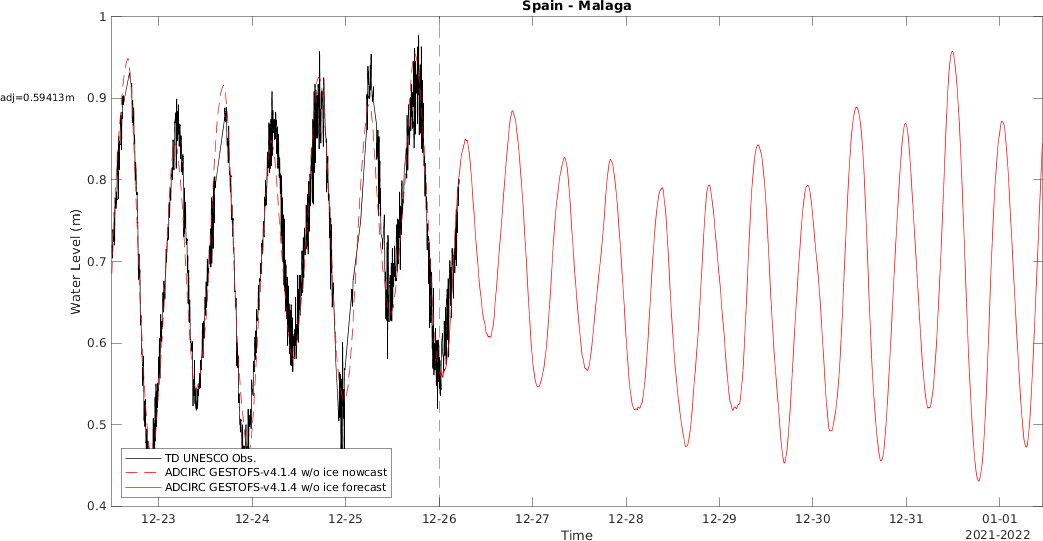 Spain - Malaga
1
adj=0.59413m
0.9
0.8
0.7
0.6
0.5
0.4
Water Level (m)
TD UNESCO Obs.
ADCIRC GESTOFS-v4.1.4 w/o ice nowcast
ADCIRC GESTOFS-v4.1.4 w/o ice forecast
12-23 12-24 12-25 12-26 12-27 12-28 12-29 12-30 12-31 01-01
Time
2021-2022